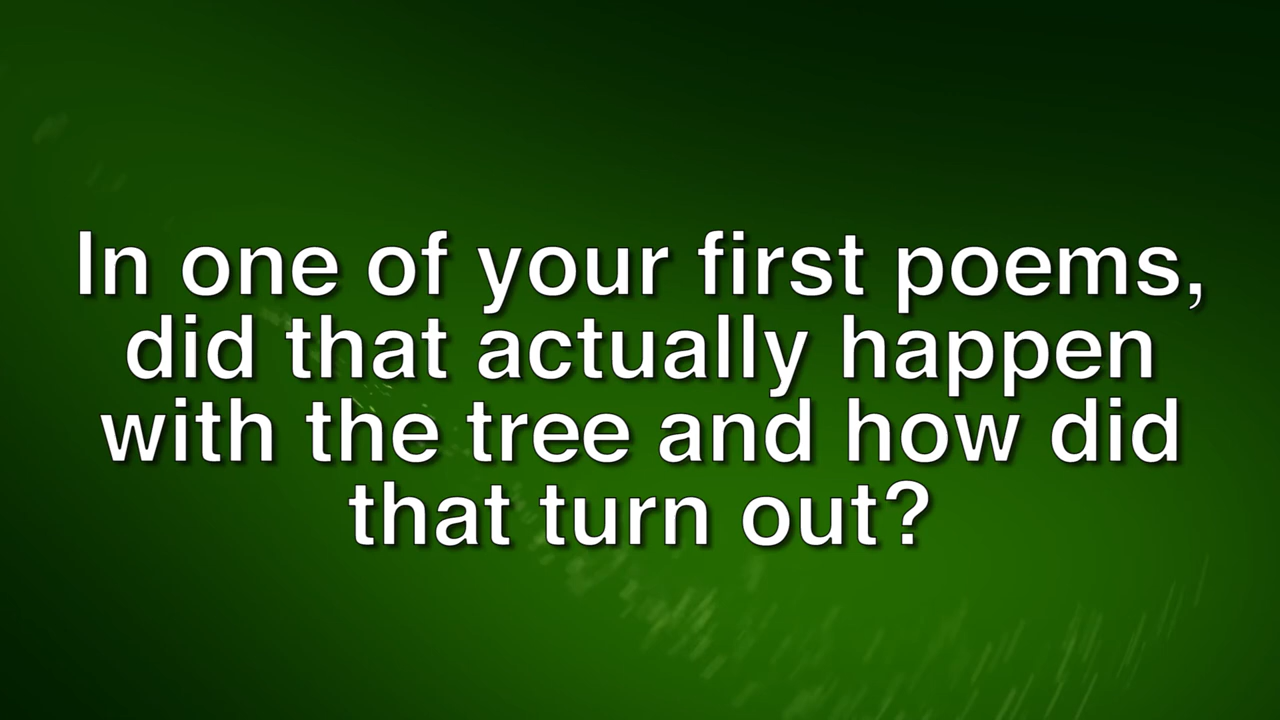 In one of your first poems,
did that actually happen
with the tree and how did
that turn out?